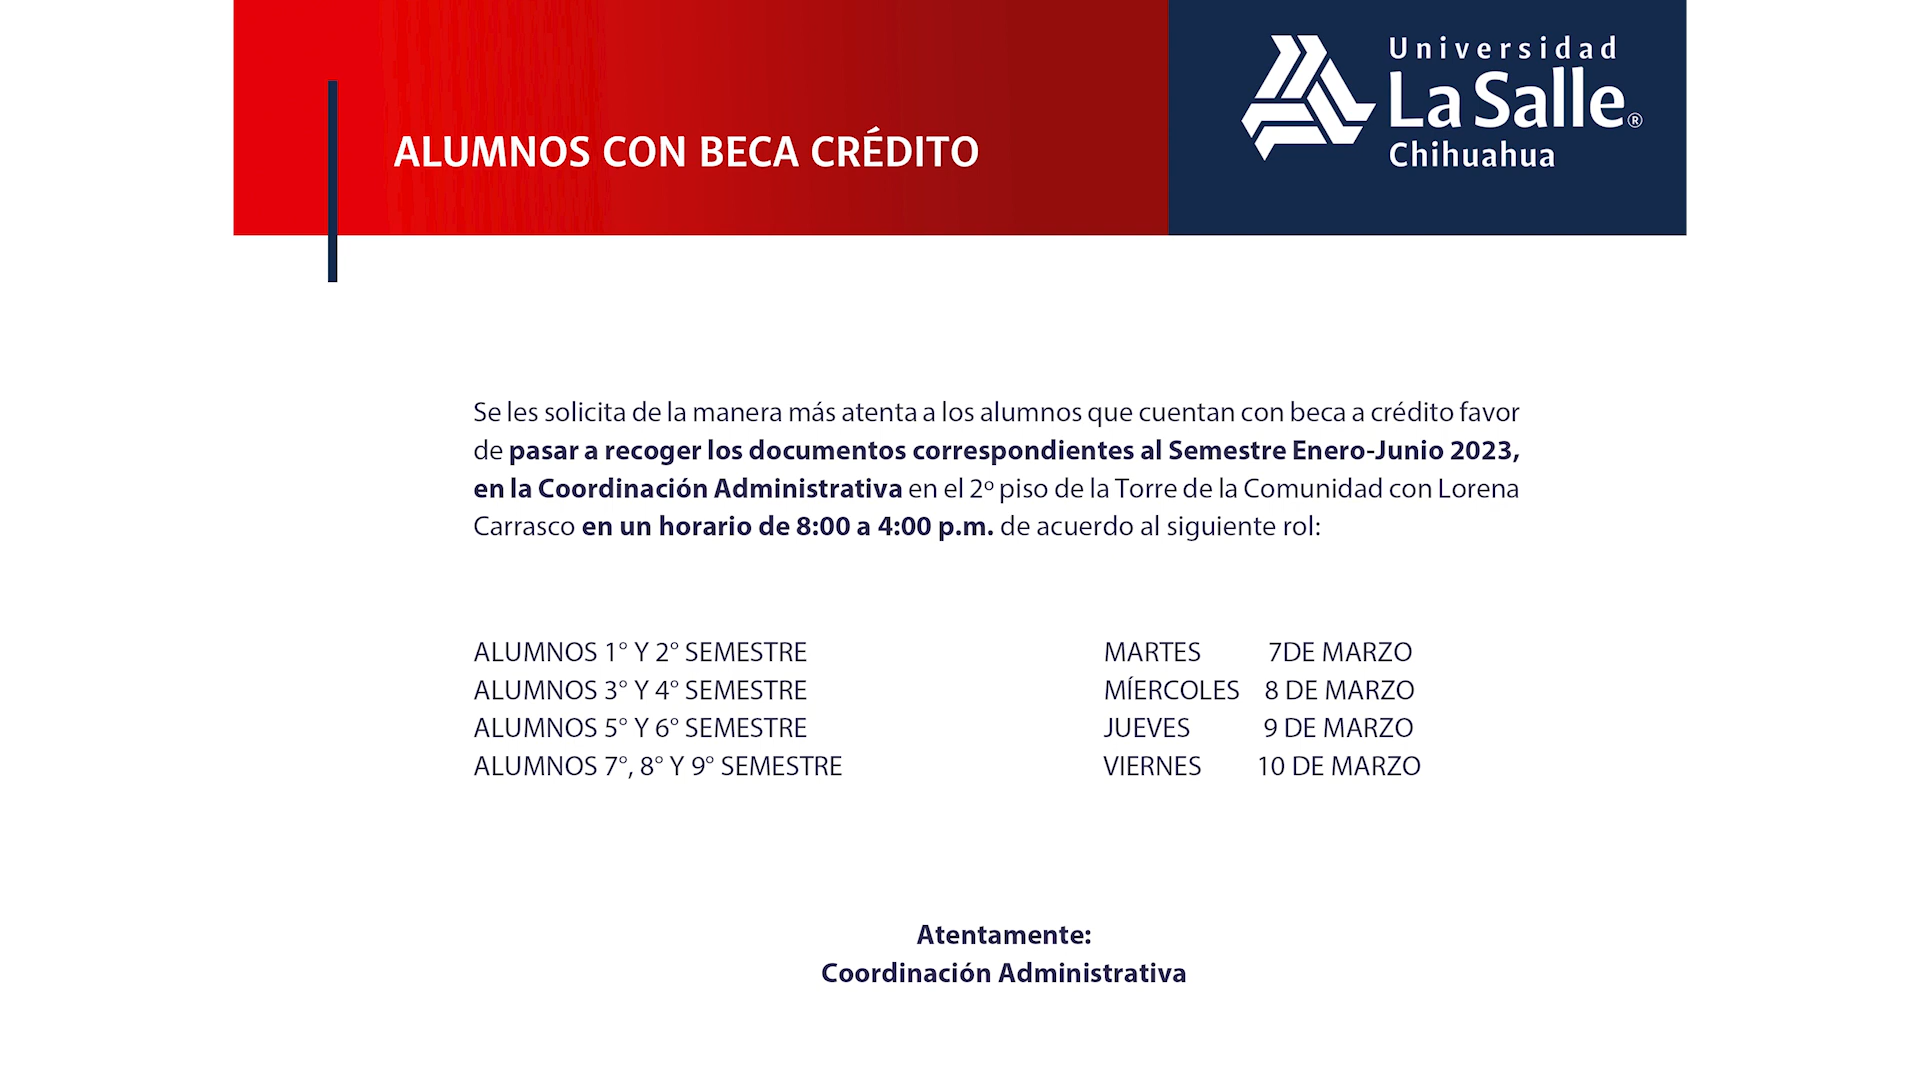 ALUMNOS CON BECA CRÉDITO
Universidad
La Salle®
Chihuahua
Se les solicita de la manera más atenta a los alumnos que cuentan con beca a crédito favor
de pasar a recoger los documentos correspondientes al Semestre Enero-Junio 2023,
en la Coordinación Administrativa en el 2º piso de la Torre de la Comunidad con Lorena
Carrasco en un horario de 8:00 a 4:00 p.m. de acuerdo al siguiente rol:
ALUMNOS 1° Y 2° SEMESTRE MARTES 7DE MARZO
ALUMNOS 3° Y 4° SEMESTRE MÍERCOLES 8 DE MARZO
ALUMNOS 5° Y 6° SEMESTRE JUEVES 9 DE MARZO
ALUMNOS 7°, 8° Y 9° SEMESTRE VIERNES 10 DE MARZO
Atentamente:
Coordinación Administrativa